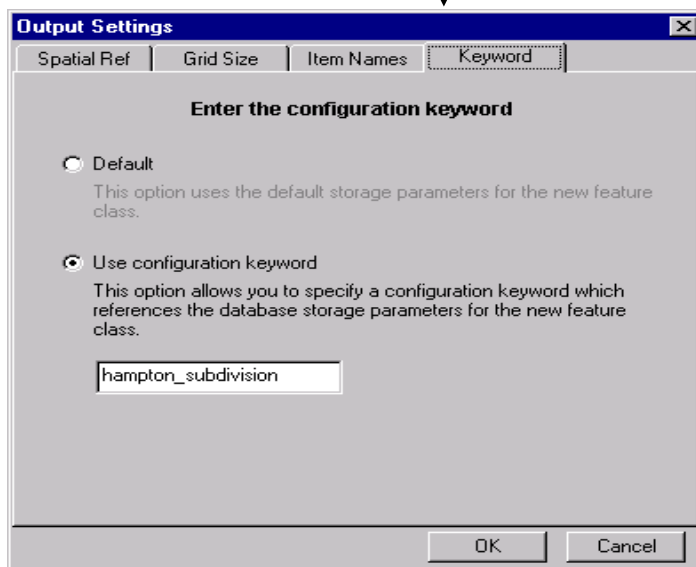 Output Settings
Spatial Ref
Grid Size
Item Names
Keyword
Enter the configuration keyword
Default
This option uses the default storage parameters for the new feature
class.
Use configuration keyword
This option allows you to specify a configuration keyword which
references the database storage parameters for the new feature
class.
hampton_subdivision
OK
Cancel